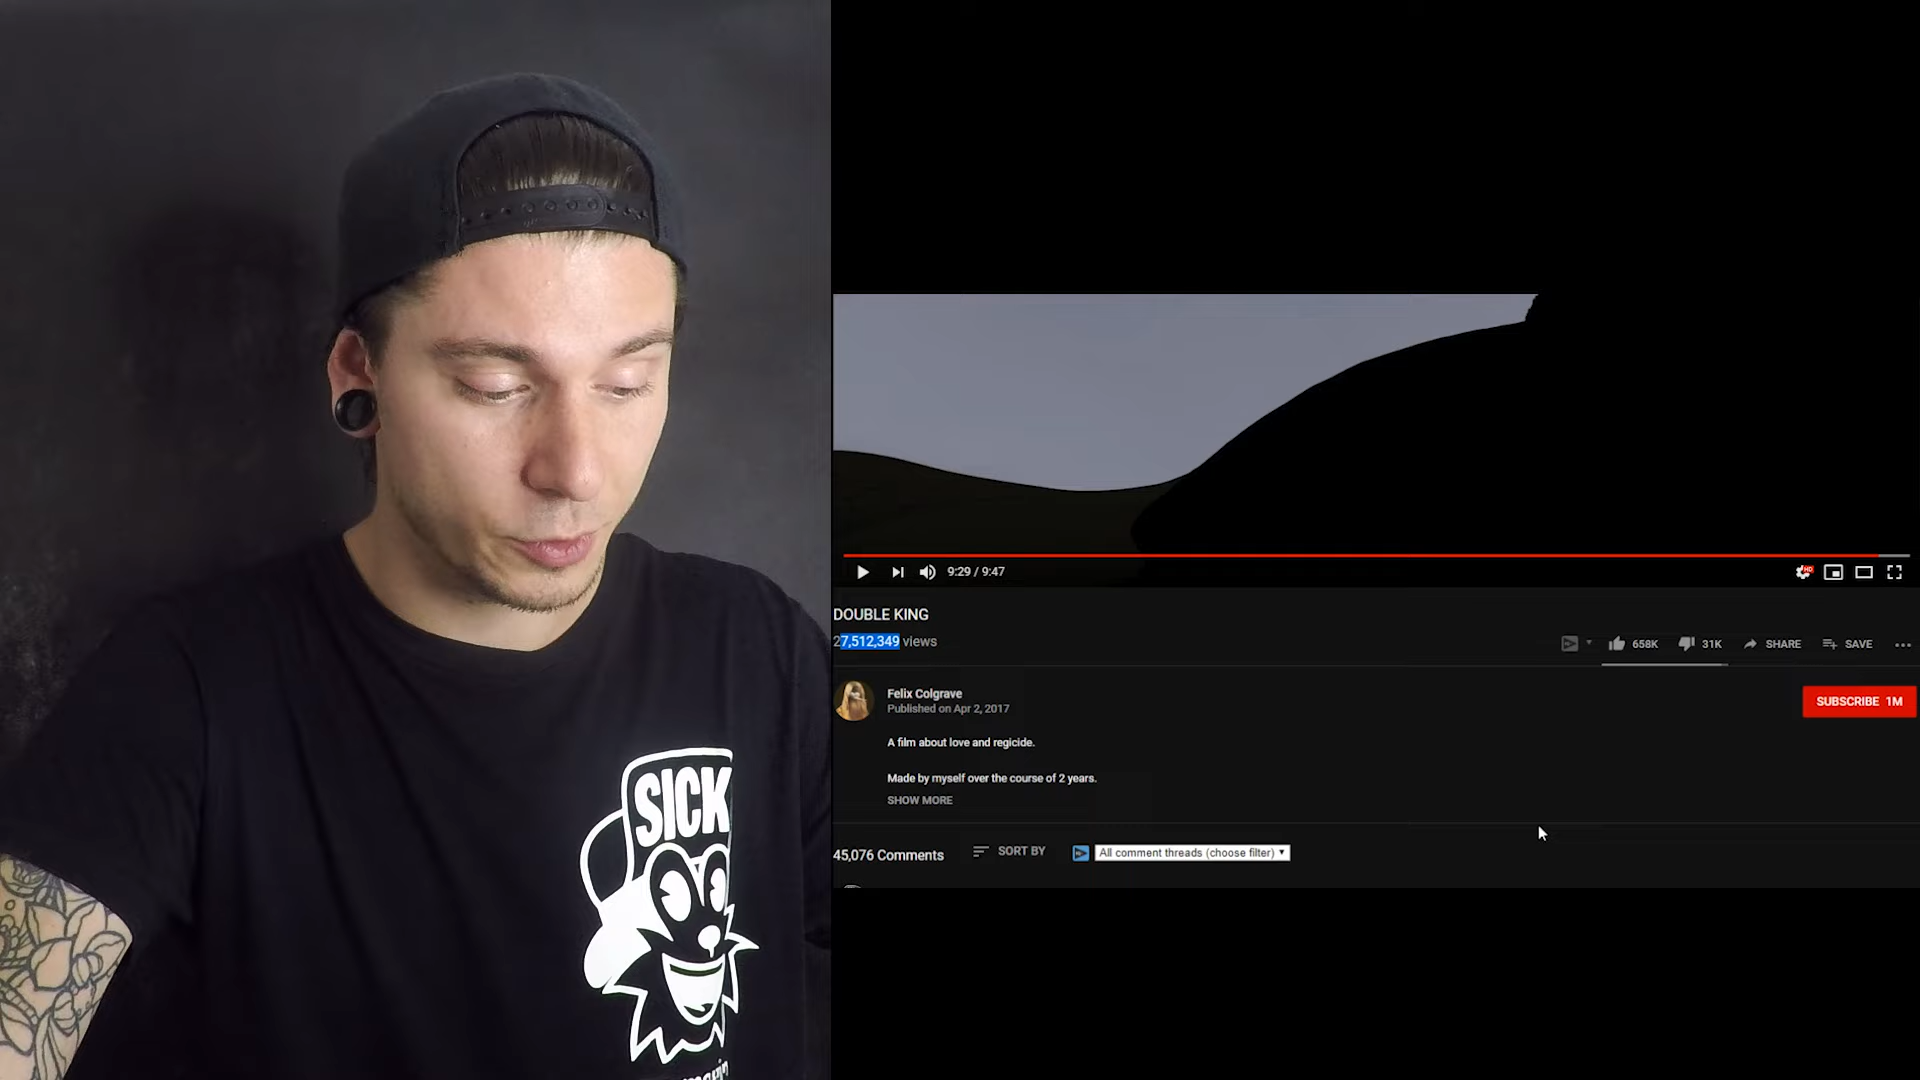 SICK
9:29 / 9:47
HD
DOUBLE KING
27,512,349 views
658K
31K
SHARE
SAVE
Felix Colgrave
Published on Apr 2, 2017
SUBSCRIBE 1M
A film about love and regicide.
Made by myself over the course of 2 years.
SHOW MORE
45,076 Comments
SORT BY
All comment threads (choose filter)